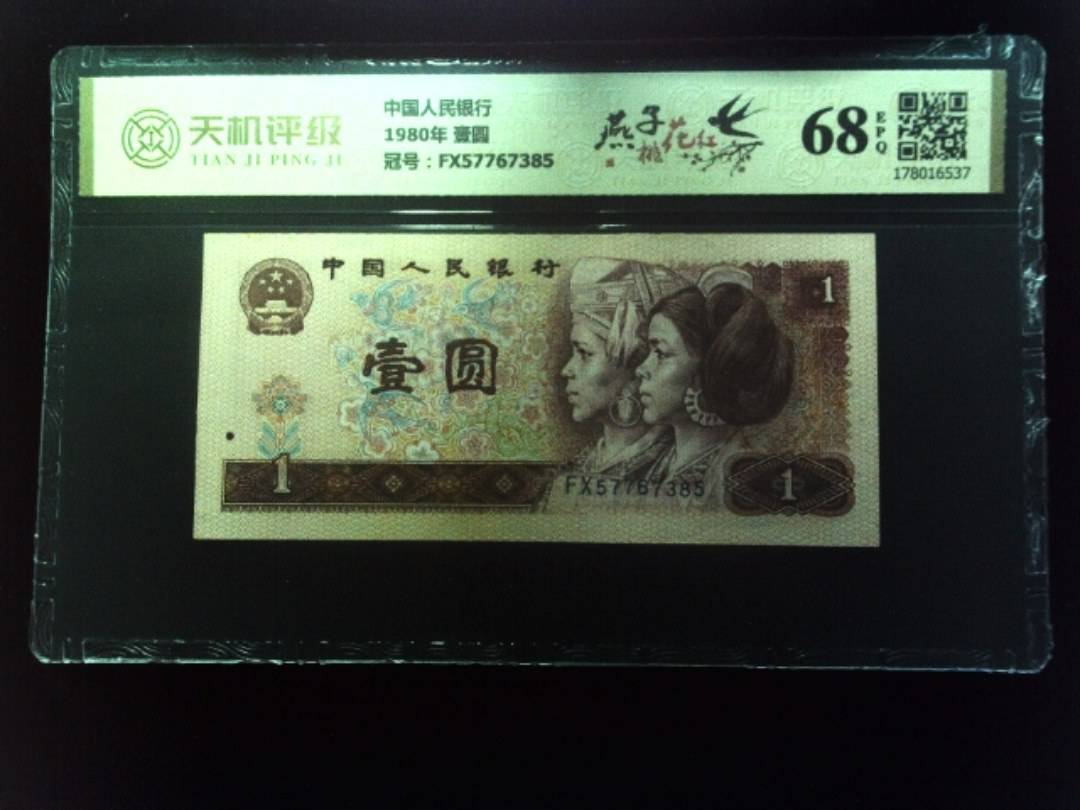 天机评级
TIAN JI PING JI
中国人民银行
1980年 壹圆
冠号：FX57767385
燕子
桃花红
68
EPQ
178016537
中国人民银行
1
壹圆
1
FX57767385
1